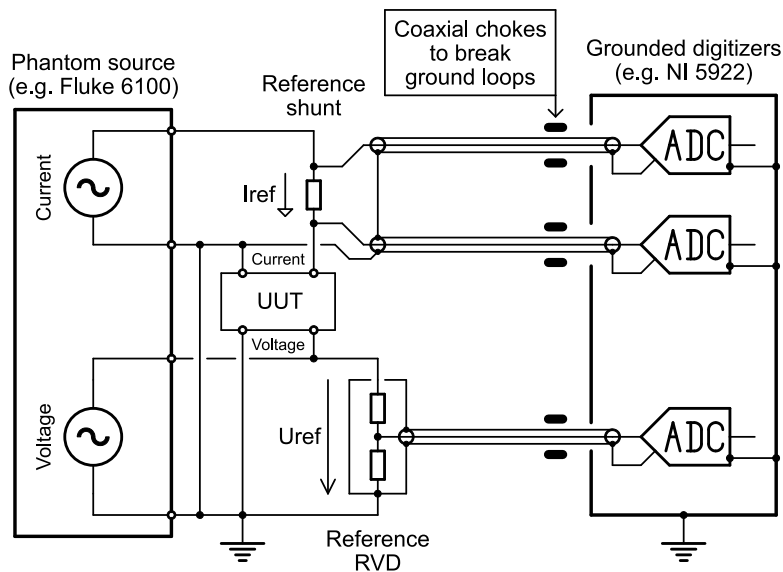 Phantom source
(e.g. Fluke 6100)
Reference
shunt
Coaxial chokes
to break
ground loops
Grounded digitizers
(e.g. NI 5922)
Current
Iref
ADC
ADC
Current
UUT
Voltage
Voltage
Uref
ADC
Reference
RVD